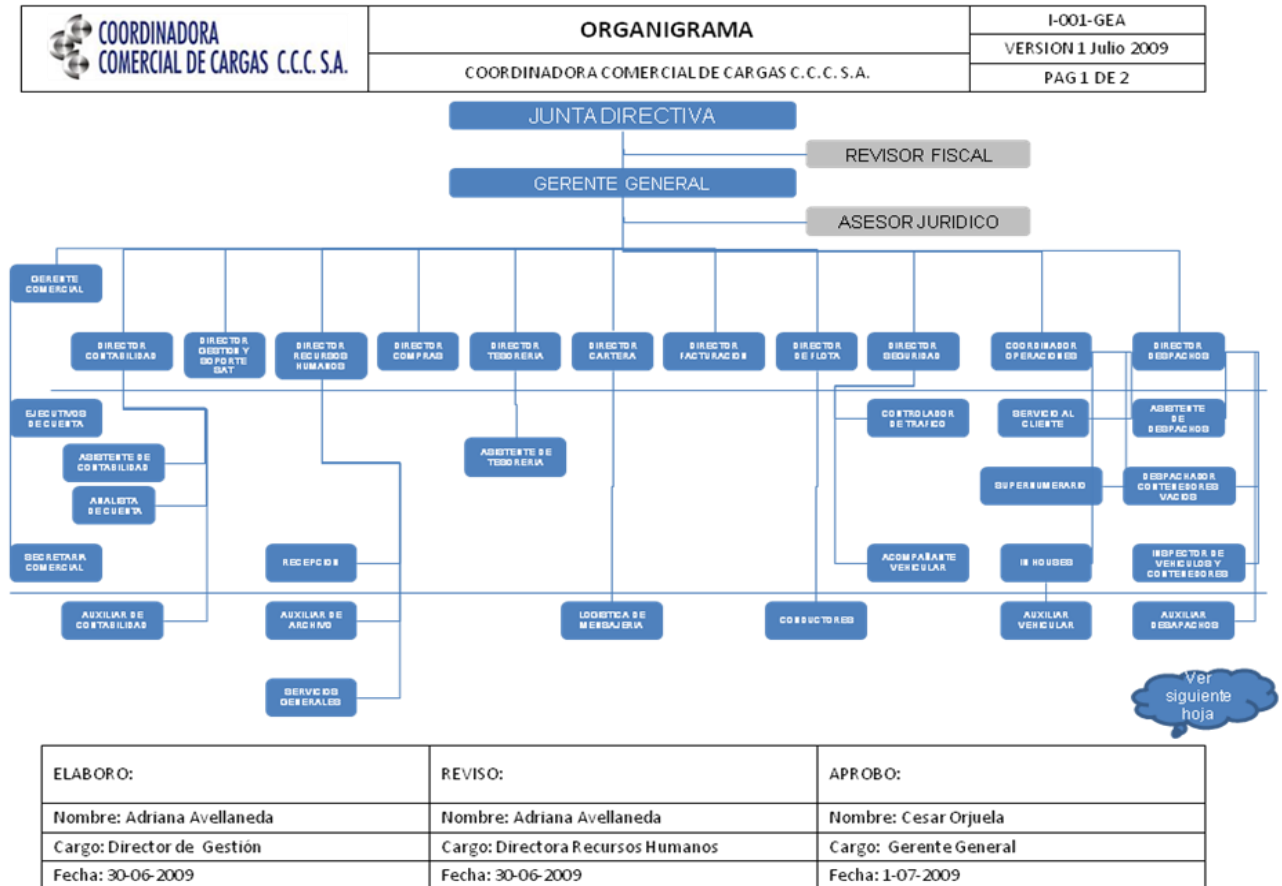 COORDINADORA
COMERCIAL DE CARGAS C.C.C. S.A.
ORGANIGRAMA
COORDINADORA COMERCIAL DE CARGAS C.C.C. S.A.
I-001-GEA
VERSION 1 Julio 2009
PAG 1 DE 2
JUNTA DIRECTIVA
REVISOR FISCAL
GERENTE GENERAL
ASESOR JURIDICO
GERENTE
COMERCIAL
DIRECTOR
CONTABILIDAD
DIRECTOR
GESTION Y
SOPORTE
SAT
DIRECTOR
RECURSOS
HUMANOS
DIRECTOR
COMPRAS
DIRECTOR
TESORERIA
DIRECTOR
CARTERA
DIRECTOR
FACTURACION
DIRECTOR
DE FLOTA
DIRECTOR
SEGURIDAD
COORDINADOR
OPERACIONES
DIRECTOR
DESPACHOS
EJECUTIVOS
DE CUENTA
CONTROLADOR
DE TRAFICO
SERVICIO AL
CLIENTE
ASISTENTE
DE
DESPACHOS
ASISTENTE DE
CONTABILIDAD
ASISTENTE DE
TESORERIA
ANALISTA
DE CUENTA
SUPERNUMERARIO
DESPACHADOR
CONTENEDORES
VACIOS
SECRETARIA
COMERCIAL
RECEPCION
ACOMPAÑANTE
VEHICULAR
IN HOUSES
INSPECTOR DE
VEHICULOS Y
CONTENEDORES
AUXILIAR DE
CONTABILIDAD
AUXILIAR DE
ARCHIVO
LOGISTICA DE
MENSAJERIA
CONDUCTORES
AUXILIAR
VEHICULAR
AUXILIAR
DESAPACHOS
SERVICIOS
GENERALES
Ver
siguiente
hoja
ELABORO:
REVISO:
APROBO:
Nombre: Adriana Avellaneda
Nombre: Adriana Avellaneda
Nombre: Cesar Orjuela
Cargo: Director de Gestión
Cargo: Directora Recursos Humanos
Cargo: Gerente General
Fecha: 30-06-2009
Fecha: 30-06-2009
Fecha: 1-07-2009